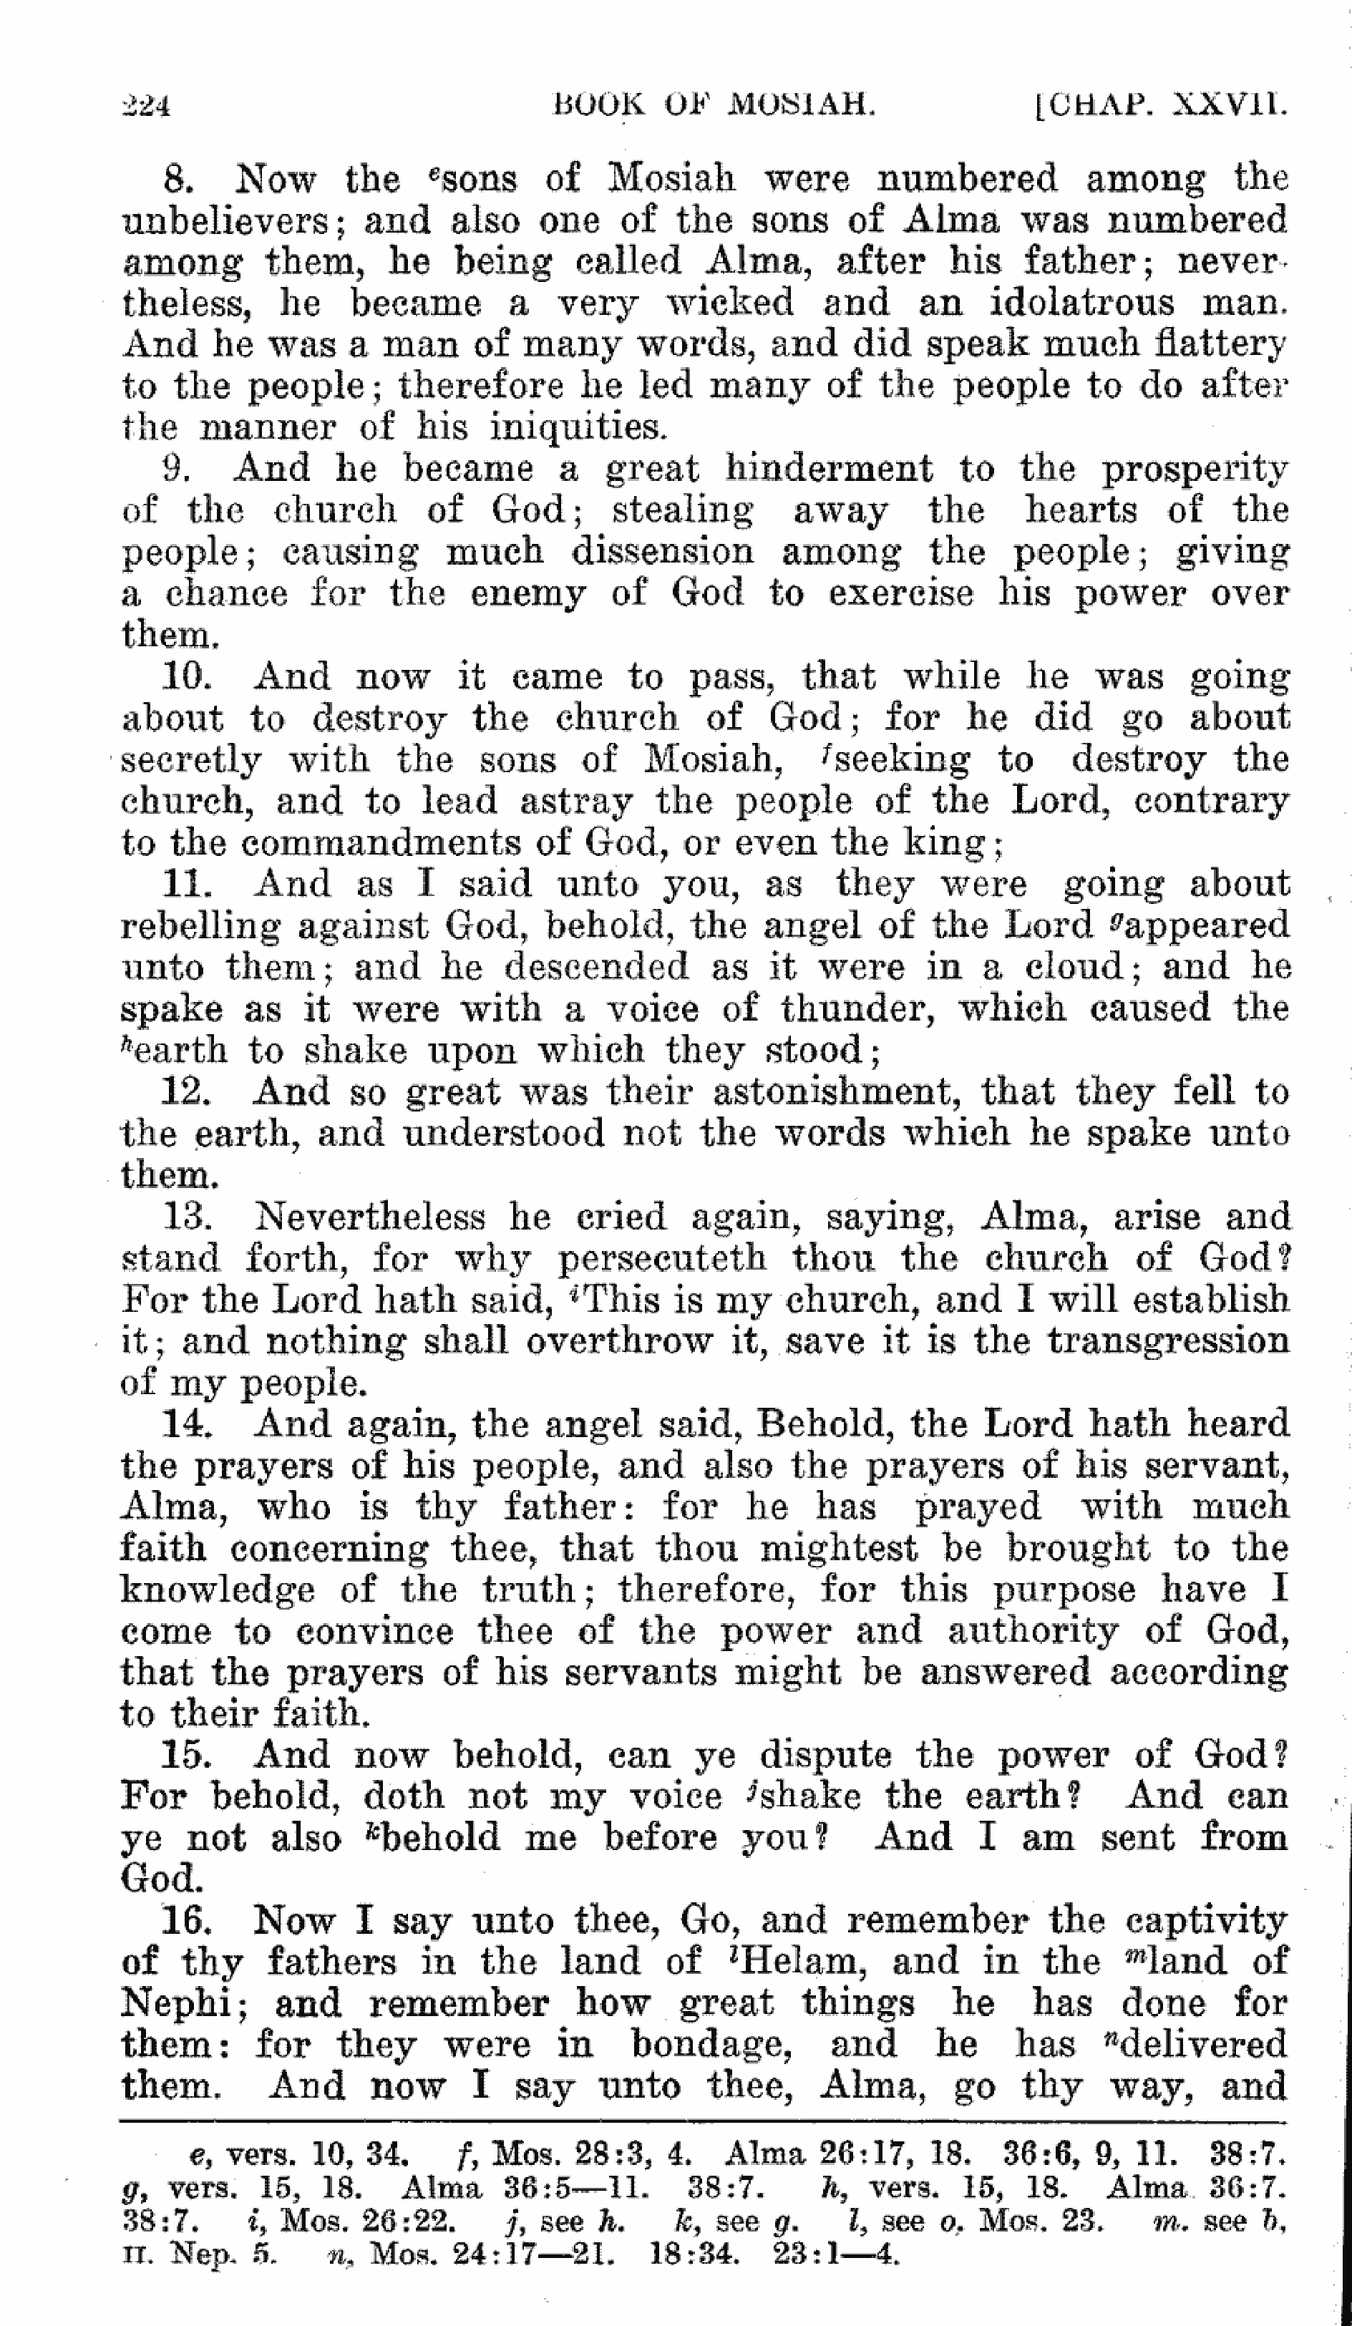 224 BOOK OF MOSIAH. [CHAP. XXVII.
8. Now the ᵉsons of Mosiah were numbered among the
unbelievers; and also one of the sons of Alma was numbered
among them, he being called Alma, after his father; never-
theless, he became a very wicked and an idolatrous man.
And he was a man of many words, and did speak much flattery
to the people; therefore he led many of the people to do after
the manner of his iniquities.
9. And he became a great hinderment to the prosperity
of the church of God; stealing away the hearts of the
people; causing much dissension among the people; giving
a chance for the enemy of God to exercise his power over
them.
10. And now it came to pass, that while he was going
about to destroy the church of God; for he did go about
secretly with the sons of Mosiah, ᶠseeking to destroy the
church, and to lead astray the people of the Lord, contrary
to the commandments of God, or even the king;
11. And as I said unto you, as they were going about
rebelling against God, behold, the angel of the Lord ᵍappeared
unto them; and he descended as it were in a cloud; and he
spake as it were with a voice of thunder, which caused the
ʰearth to shake upon which they stood;
12. And so great was their astonishment, that they fell to
the earth, and understood not the words which he spake unto
them.
13. Nevertheless he cried again, saying, Alma, arise and
stand forth, for why persecuteth thou the church of God?
For the Lord hath said, ⁱThis is my church, and I will establish
it; and nothing shall overthrow it, save it is the transgression
of my people.
14. And again, the angel said, Behold, the Lord hath heard
the prayers of his people, and also the prayers of his servant,
Alma, who is thy father: for he has prayed with much
faith concerning thee, that thou mightest be brought to the
knowledge of the truth; therefore, for this purpose have I
come to convince thee of the power and authority of God,
that the prayers of his servants might be answered according
to their faith.
15. And now behold, can ye dispute the power of God?
For behold, doth not my voice ʲshake the earth? And can
ye not also ᵏbehold me before you? And I am sent from
God.
16. Now I say unto thee, Go, and remember the captivity
of thy fathers in the land of ˡHelam, and in the ᵐland of
Nephi; and remember how great things he has done for
them: for they were in bondage, and he has ⁿdelivered
them. And now I say unto thee, Alma, go thy way, and
e, vers. 10, 34. f, Mos. 28:3, 4. Alma 26:17, 18. 36:6, 9, 11. 38:7.
g, vers. 15, 18. Alma 36:5—11. 38:7. h, vers. 15, 18. Alma 36:7.
38:7. i, Mos. 26:22. j, see h. k, see g. l, see o, Mos. 23. m. see b,
II. Nep. 5. n, Mos. 24:17—21. 18:34. 23:1—4.